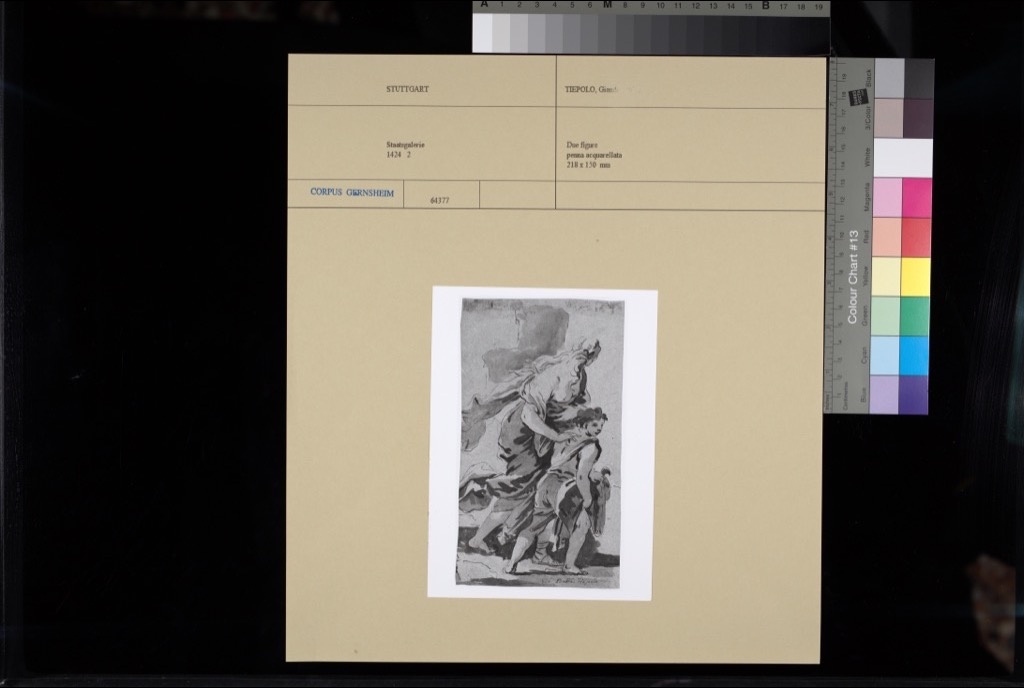 A 1 2 3 4 5 6 M 8 9 10 11 12 13 14 15 B 17 18 19
STUTTGART
TIEPOLO,
Staatsgalerie
1424 2
Due figure
penna acquarellata
218 x 130 mm
CORPUS GERNSHEIM
64377
Colour Chart #13
Black
3/Color
White
Magenta
Red
Yellow
Green
Cyan
Blue